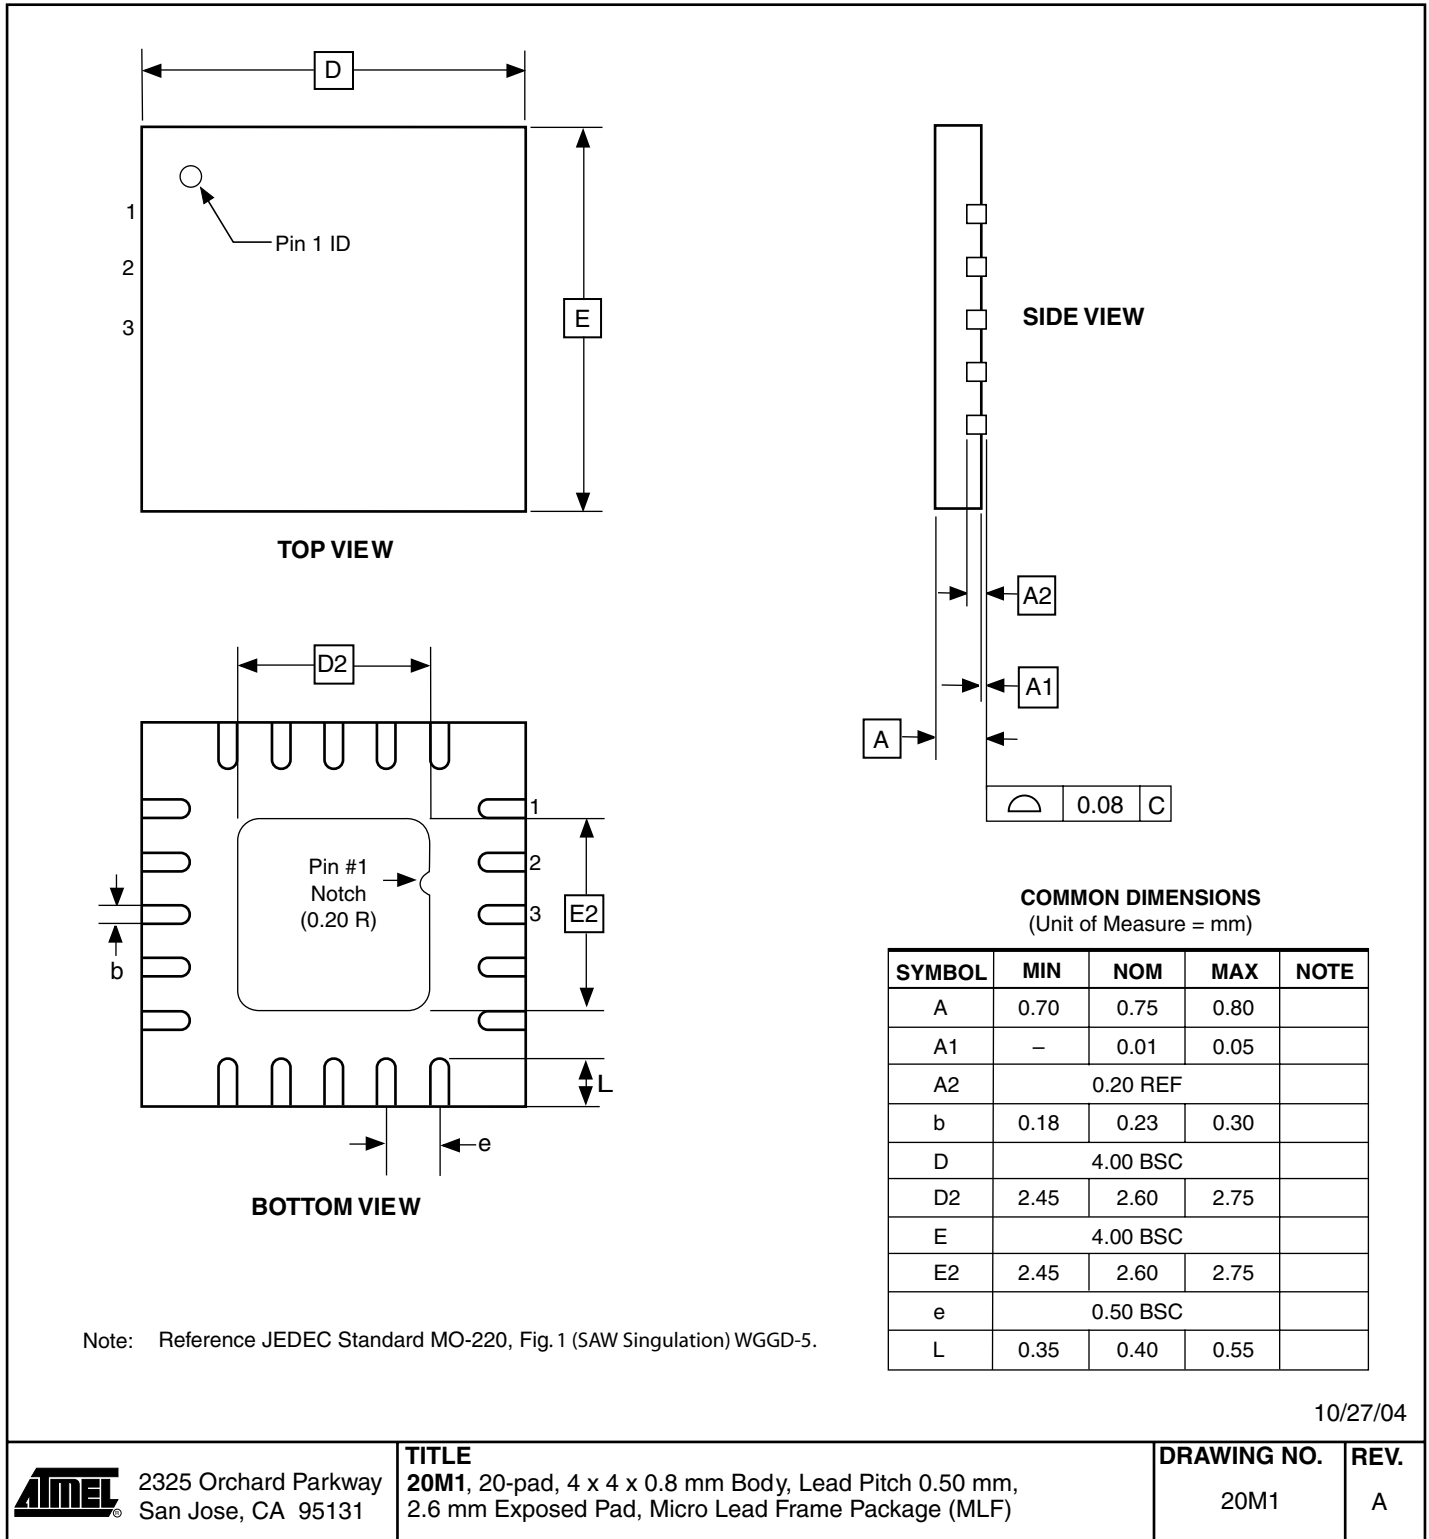 D
1
2
3
Pin 1 ID
E
TOP VIEW
SIDE VIEW
A2
A1
A
0.08 C
D2
1
2
3
Pin #1
Notch
(0.20 R)
E2
b
L
e
BOTTOM VIEW
COMMON DIMENSIONS
(Unit of Measure = mm)
SYMBOL MIN NOM MAX NOTE
A 0.70 0.75 0.80
A1 – 0.01 0.05
A2 0.20 REF
b 0.18 0.23 0.30
D 4.00 BSC
D2 2.45 2.60 2.75
E 4.00 BSC
E2 2.45 2.60 2.75
e 0.50 BSC
L 0.35 0.40 0.55
Note: Reference JEDEC Standard MO-220, Fig. 1 (SAW Singulation) WGGD-5.
10/27/04
ATMEL ®
2325 Orchard Parkway
San Jose, CA 95131
TITLE
20M1, 20-pad, 4 x 4 x 0.8 mm Body, Lead Pitch 0.50 mm,
2.6 mm Exposed Pad, Micro Lead Frame Package (MLF)
DRAWING NO.
20M1
REV.
A